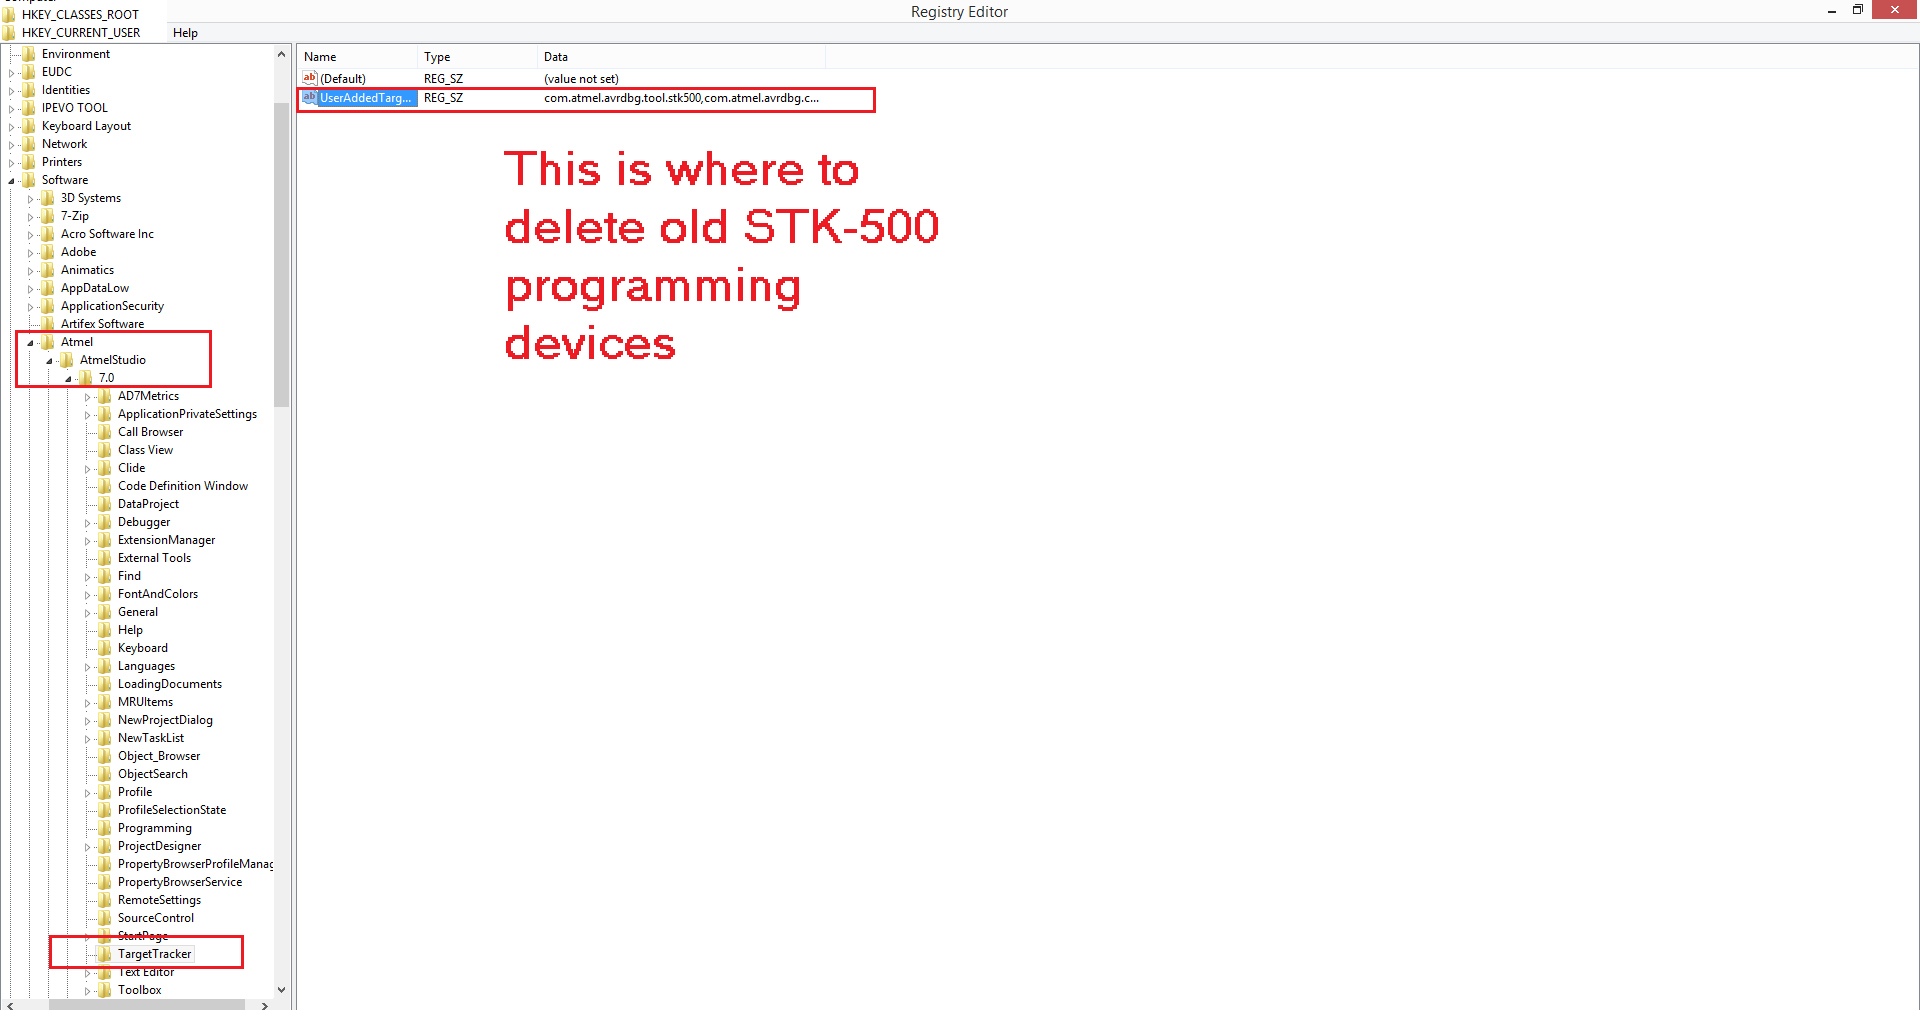 Registry Editor
HKEY_CLASSES_ROOT
HKEY_CURRENT_USER
Help
Environment
EUDC
Identities
IPEVO TOOL
Keyboard Layout
Network
Printers
Software
3D Systems
7-Zip
Acro Software Inc
Adobe
Animatics
AppDataLow
ApplicationSecurity
Artifex Software
Atmel
AtmelStudio
7.0
AD7Metrics
ApplicationPrivateSettings
Call Browser
Class View
Clide
Code Definition Window
DataProject
Debugger
ExtensionManager
External Tools
Find
FontAndColors
General
Help
Keyboard
Languages
LoadingDocuments
MRUItems
NewProjectDialog
NewTaskList
Object_Browser
ObjectSearch
Profile
ProfileSelectionState
Programming
ProjectDesigner
PropertyBrowserProfileManag
PropertyBrowserService
RemoteSettings
SourceControl
StartPage
TargetTracker
Text Editor
Toolbox
Name Type Data
(Default) REG_SZ (value not set)
UserAddedTarg... REG_SZ com.atmel.avrdbg.tool.stk500,com.atmel.avrdbg.c...
This is where to
delete old STK-500
programming
devices